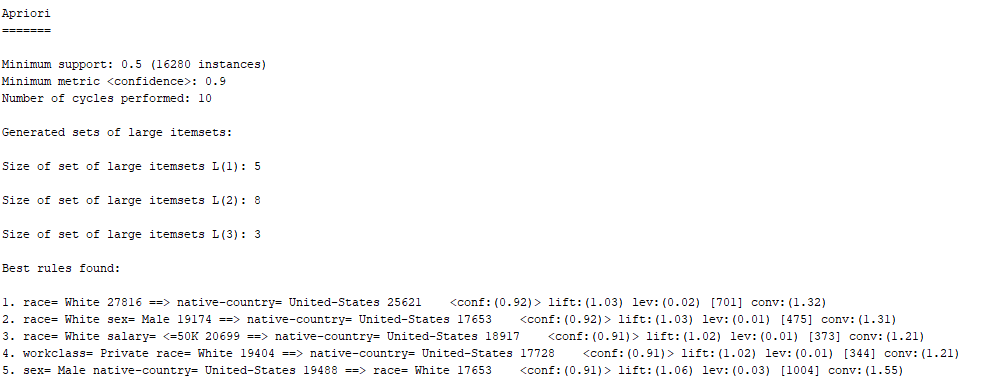 Apriori
=======
Minimum support: 0.5 (16280 instances)
Minimum metric <confidence>: 0.9
Number of cycles performed: 10
Generated sets of large itemsets:
Size of set of large itemsets L(1): 5
Size of set of large itemsets L(2): 8
Size of set of large itemsets L(3): 3
Best rules found:
1. race= White 27816 ==> native-country= United-States 25621    <conf:(0.92)> lift:(1.03) lev:(0.02) [701] conv:(1.32)
2. race= White sex= Male 19174 ==> native-country= United-States 17653    <conf:(0.92)> lift:(1.03) lev:(0.01) [475] conv:(1.31)
3. race= White salary= <=50K 20699 ==> native-country= United-States 18917    <conf:(0.91)> lift:(1.02) lev:(0.01) [373] conv:(1.21)
4. workclass= Private race= White 19404 ==> native-country= United-States 17728    <conf:(0.91)> lift:(1.02) lev:(0.01) [344] conv:(1.21)
5. sex= Male native-country= United-States 19488 ==> race= White 17653    <conf:(0.91)> lift:(1.06) lev:(0.03) [1004] conv:(1.55)